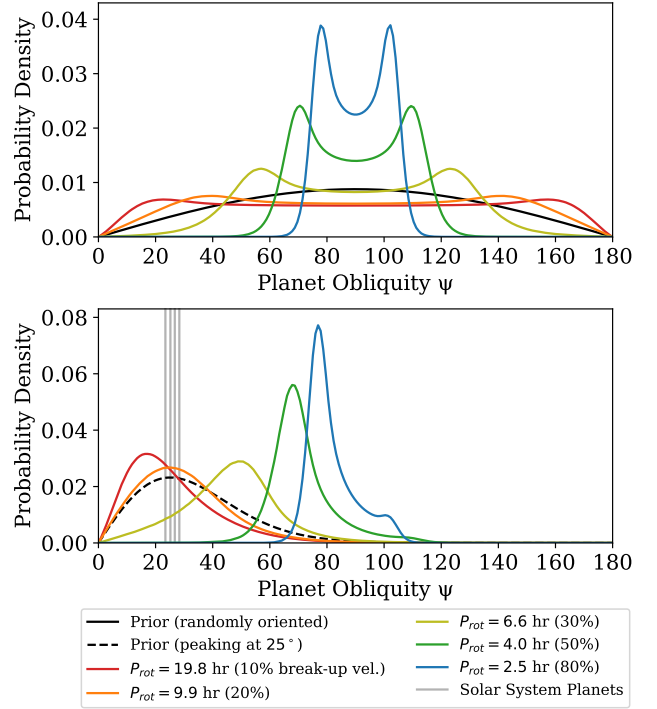 0.04
0.03
0.02
0.01
0.00
Probability Density
0 20 40 60 80 100 120 140 160 180
Planet Obliquity ψ
0.08
0.06
0.04
0.02
0.00
Probability Density
0 20 40 60 80 100 120 140 160 180
Planet Obliquity ψ
Prior (randomly oriented)
Prior (peaking at 25°)
P_rot = 19.8 hr (10% break-up vel.)
P_rot = 9.9 hr (20%)
P_rot = 6.6 hr (30%)
P_rot = 4.0 hr (50%)
P_rot = 2.5 hr (80%)
Solar System Planets